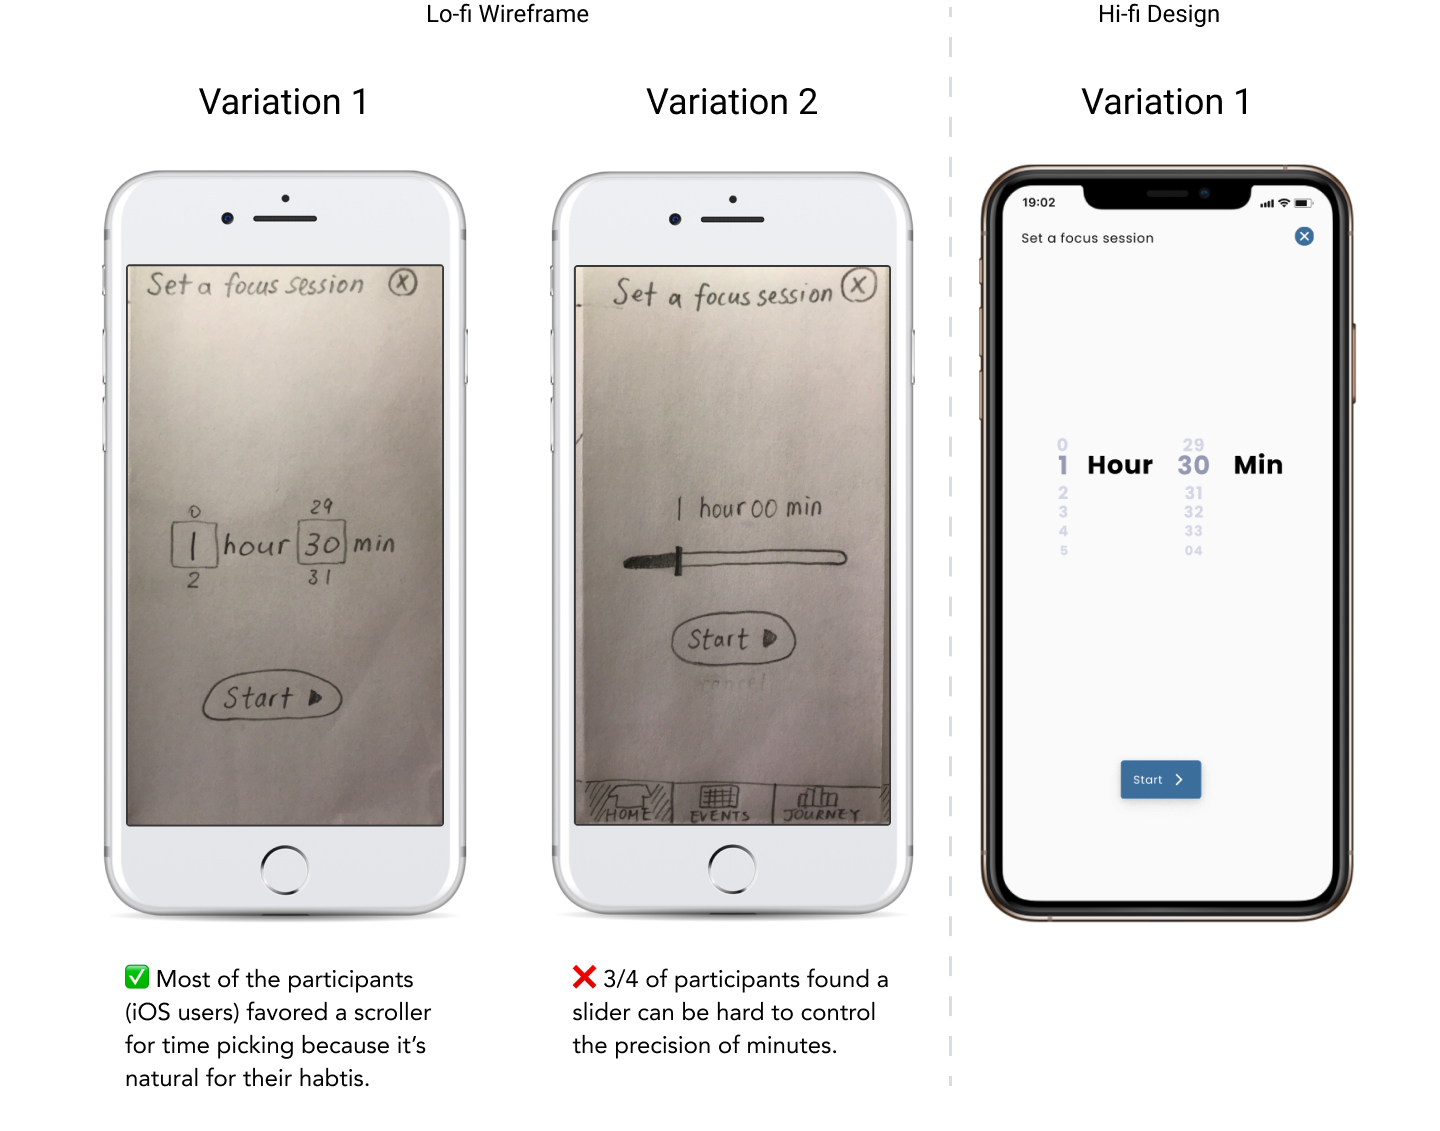 Lo-fi Wireframe
Hi-fi Design
Variation 1
Variation 2
Variation 1
Set a focus session X
0 29
1 hour 30 min
2 31
Start
Set a focus session X
1 hour 00 min
Start
cancel
HOME EVENTS JOURNEY
19:02
Set a focus session
0 29
1 Hour 30 Min
2 31
3 32
4 33
5 04
Start
✅ Most of the participants
(iOS users) favored a scroller
for time picking because it’s
natural for their habtis.
❌ 3/4 of participants found a
slider can be hard to control
the precision of minutes.